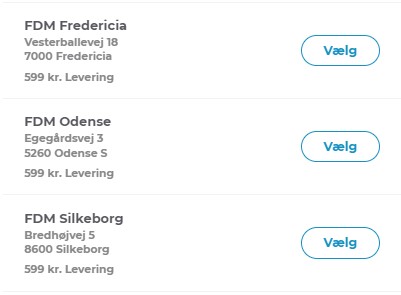 FDM Fredericia
Vesterballevej 18
7000 Fredericia
599 kr. Levering
Vælg
FDM Odense
Egegårdsvej 3
5260 Odense S
599 kr. Levering
Vælg
FDM Silkeborg
Bredhøjvej 5
8600 Silkeborg
599 kr. Levering
Vælg